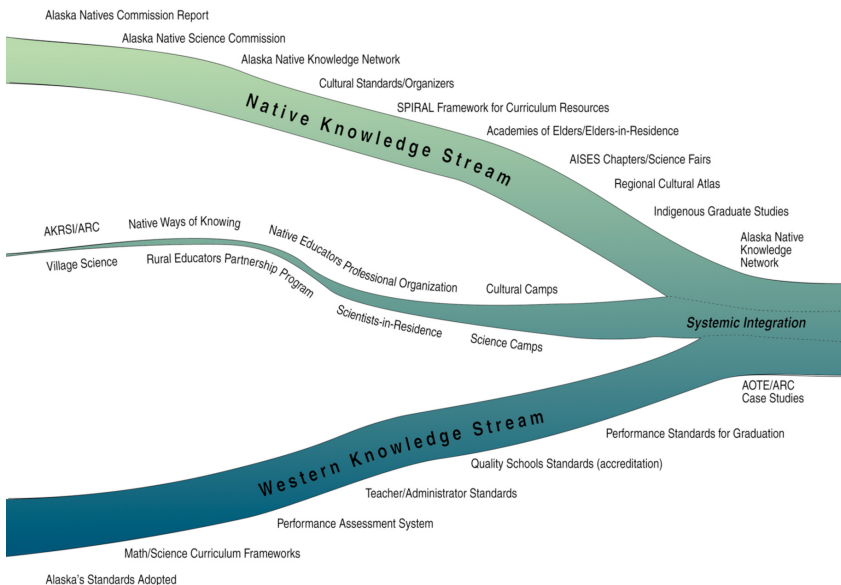 Alaska Natives Commission Report
Alaska Native Science Commission
Alaska Native Knowledge Network
Cultural Standards/Organizers
SPIRAL Framework for Curriculum Resources
Academies of Elders/Elders-in-Residence
AISES Chapters/Science Fairs
Regional Cultural Atlas
Indigenous Graduate Studies
Alaska Native
Knowledge
Network
Native Knowledge Stream
AKRSI/ARC
Native Ways of Knowing
Native Educators Professional Organization
Cultural Camps
Village Science
Rural Educators Partnership Program
Scientists-in-Residence
Science Camps
Systemic Integration
AOTE/ARC
Case Studies
Western Knowledge Stream
Performance Standards for Graduation
Quality Schools Standards (accreditation)
Teacher/Administrator Standards
Performance Assessment System
Math/Science Curriculum Frameworks
Alaska's Standards Adopted